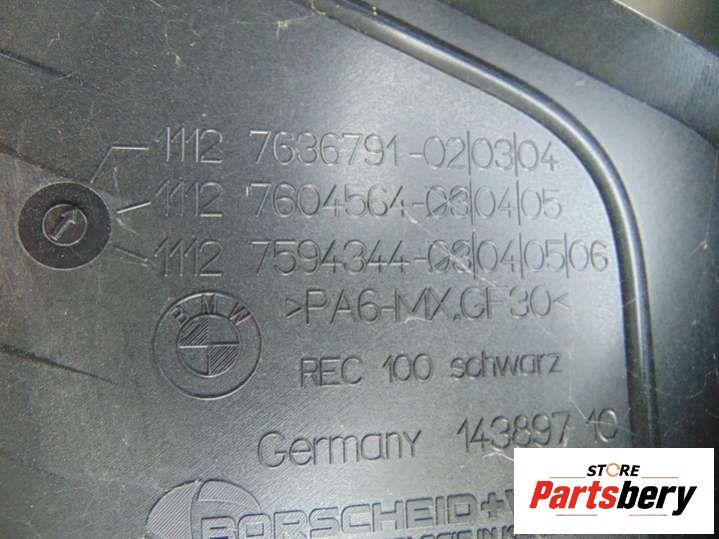 1112 7636791-02|03|04
1112 7604564-03|04|05
1112 7594344-03|04|05|06
BMW
>PA6-MX.GF30<
REC 100 schwarz
Germany 143897 10
BORSCHEID+
STORE
Partsbery